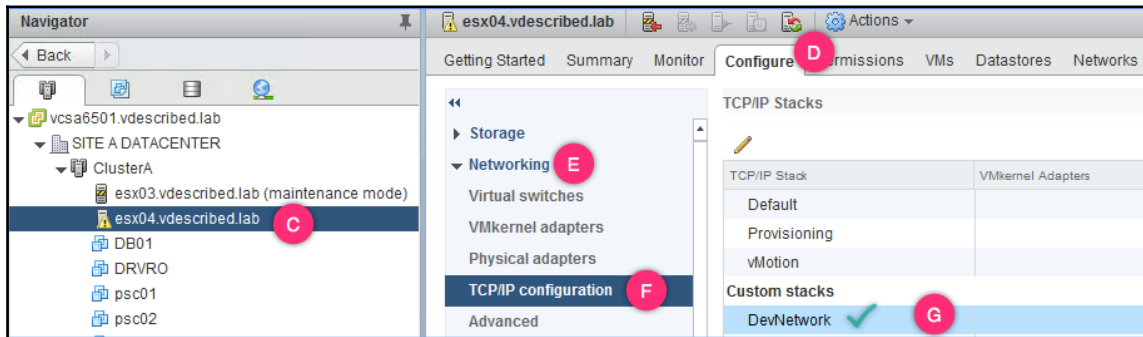 Navigator
Back
vcsa6501.vdescribed.lab
SITE A DATACENTER
ClusterA
esx03.vdescribed.lab (maintenance mode)
esx04.vdescribed.lab
C
DB01
DRVRO
psc01
psc02
esx04.vdescribed.lab
Actions
Getting Started Summary Monitor Configure D ermissions VMs Datastores Networks
Storage
Networking E
Virtual switches
VMkernel adapters
Physical adapters
TCP/IP configuration F
Advanced
TCP/IP Stacks
TCP/IP Stack VMkernel Adapters
Default
Provisioning
vMotion
Custom stacks
DevNetwork G